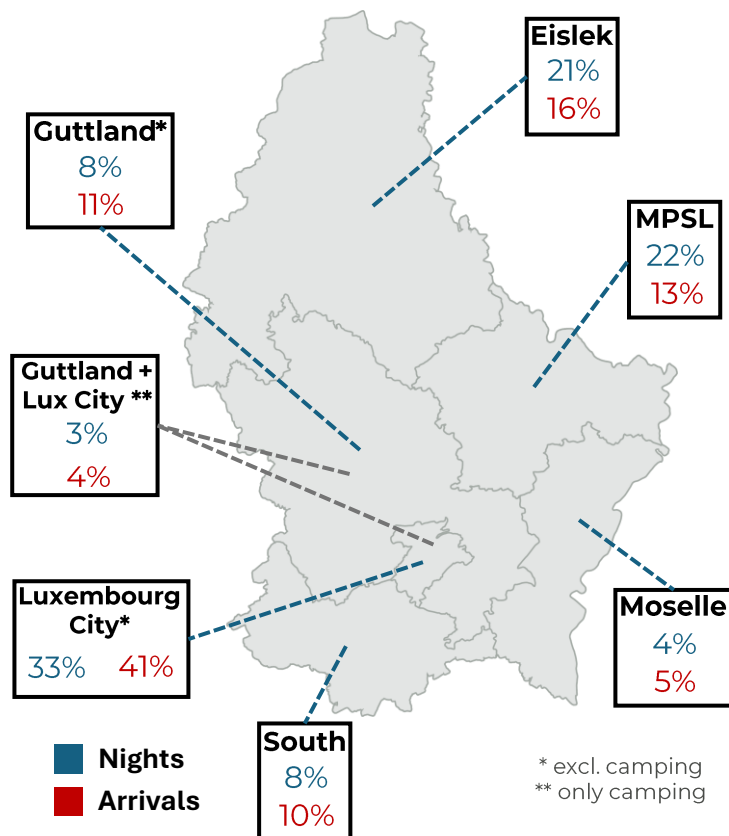 Eislek
21%
16%
Guttland*
8%
11%
MPSL
22%
13%
Guttland +
Lux City **
3%
4%
Luxembourg
City*
33% 41%
Moselle
4%
5%
South
8%
10%
Nights
Arrivals
* excl. camping
** only camping